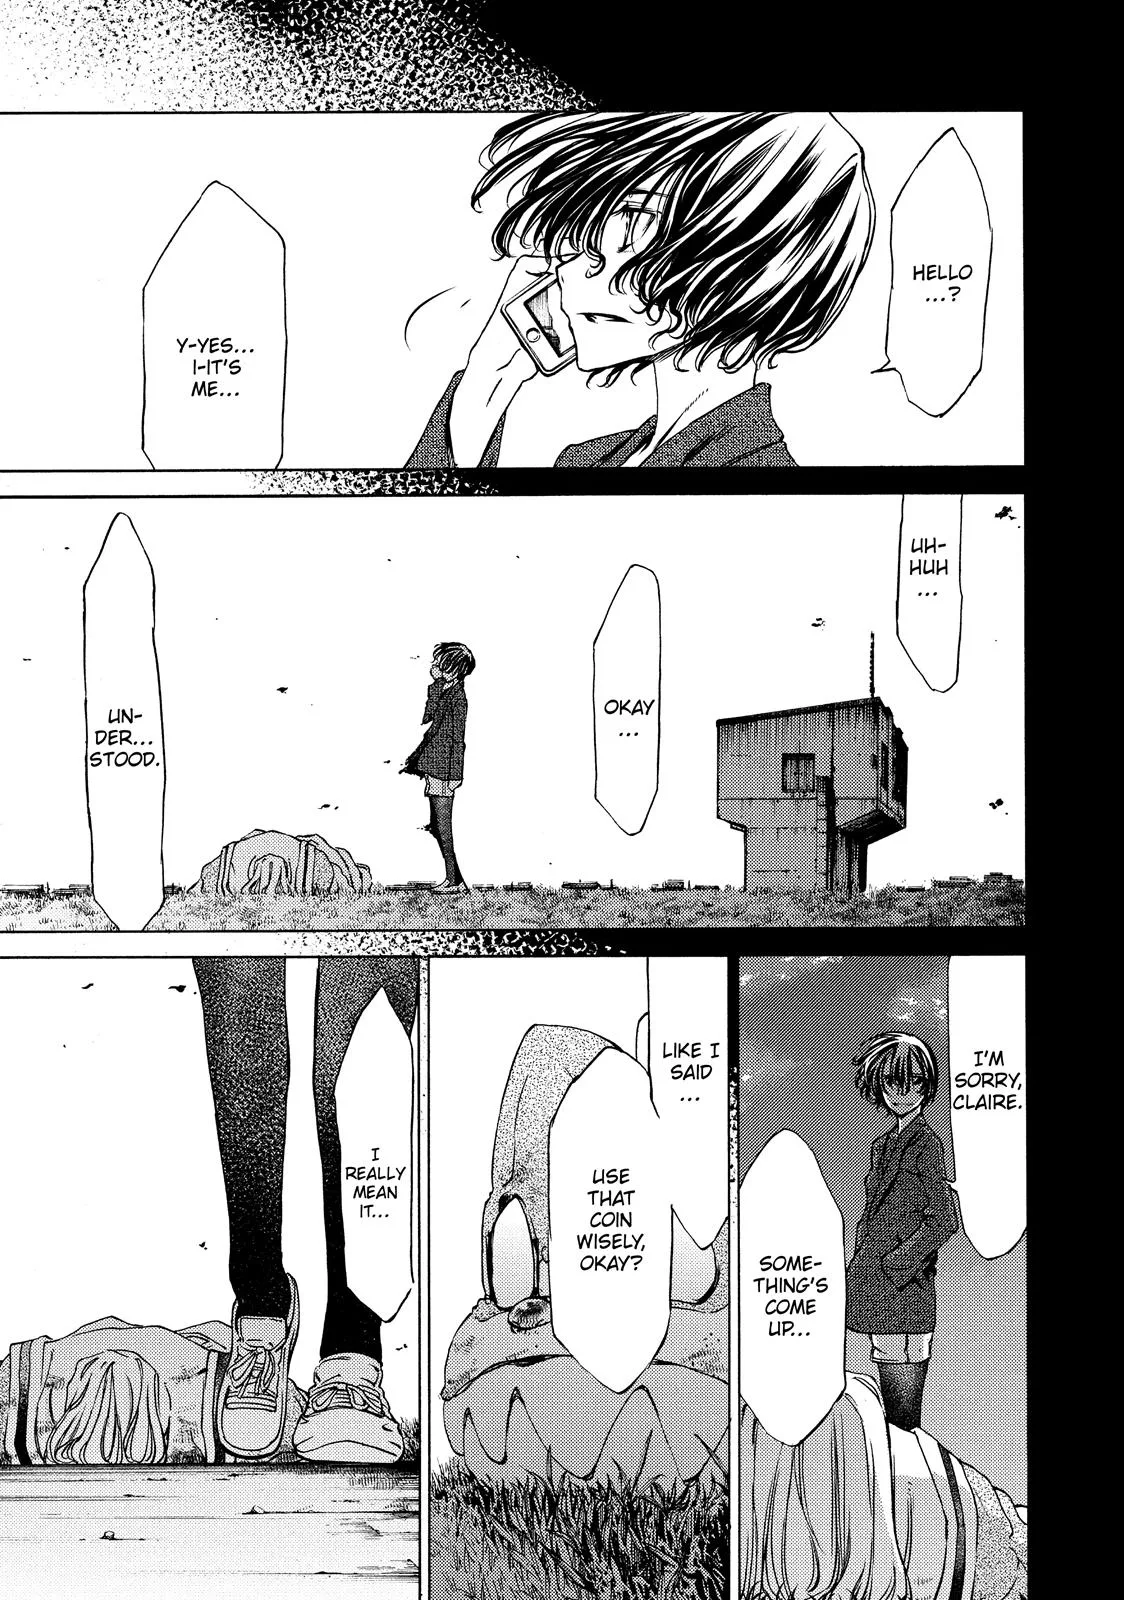 HELLO
...?
Y-YES...
I-IT'S
ME...
UH-
HUH
...
OKAY
...
UN-
DER...
STOOD.
I'M
SORRY,
CLAIRE.
SOME-
THING'S
COME
UP...
LIKE I
SAID
...
USE
THAT
COIN
WISELY,
OKAY?
I
REALLY
MEAN
IT...